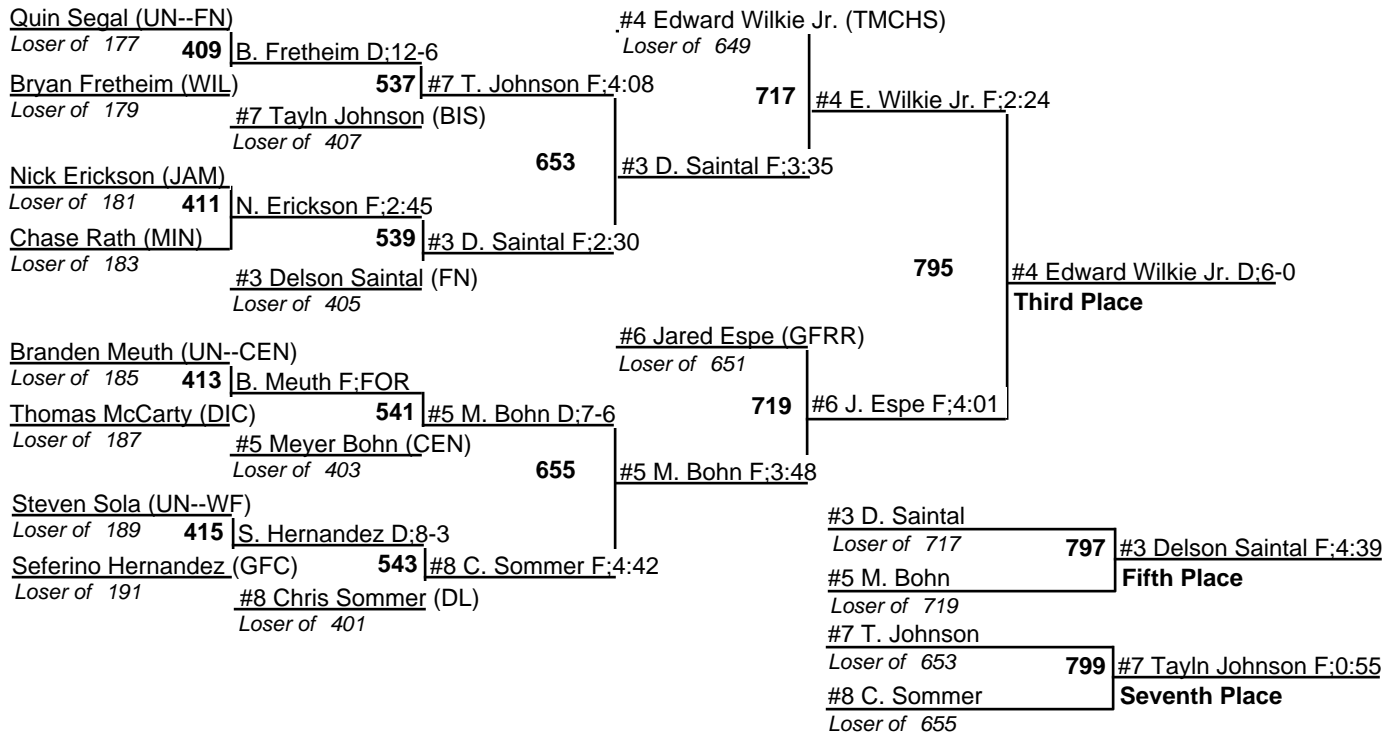 Quin Segal (UN--FN)
Loser of 177
409
B. Fretheim D;12-6
Bryan Fretheim (WIL)
Loser of 179
537
#7 T. Johnson F;4:08
#7 Tayln Johnson (BIS)
Loser of 407
653
#3 D. Saintal F;3:35
Nick Erickson (JAM)
Loser of 181
411
N. Erickson F;2:45
Chase Rath (MIN)
Loser of 183
539
#3 D. Saintal F;2:30
#3 Delson Saintal (FN)
Loser of 405
Branden Meuth (UN--CEN)
Loser of 185
413
B. Meuth F;FOR
Thomas McCarty (DIC)
Loser of 187
541
#5 M. Bohn D;7-6
#5 Meyer Bohn (CEN)
Loser of 403
655
#5 M. Bohn F;3:48
Steven Sola (UN--WF)
Loser of 189
415
S. Hernandez D;8-3
Seferino Hernandez (GFC)
Loser of 191
543
#8 C. Sommer F;4:42
#8 Chris Sommer (DL)
Loser of 401
#4 Edward Wilkie Jr. (TMCHS)
Loser of 649
717
#4 E. Wilkie Jr. F;2:24
795
#4 Edward Wilkie Jr. D;6-0
Third Place
#6 Jared Espe (GFRR)
Loser of 651
719
#6 J. Espe F;4:01
#3 D. Saintal
Loser of 717
797
#3 Delson Saintal F;4:39
Fifth Place
#5 M. Bohn
Loser of 719
#7 T. Johnson
Loser of 653
799
#7 Tayln Johnson F;0:55
Seventh Place
#8 C. Sommer
Loser of 655